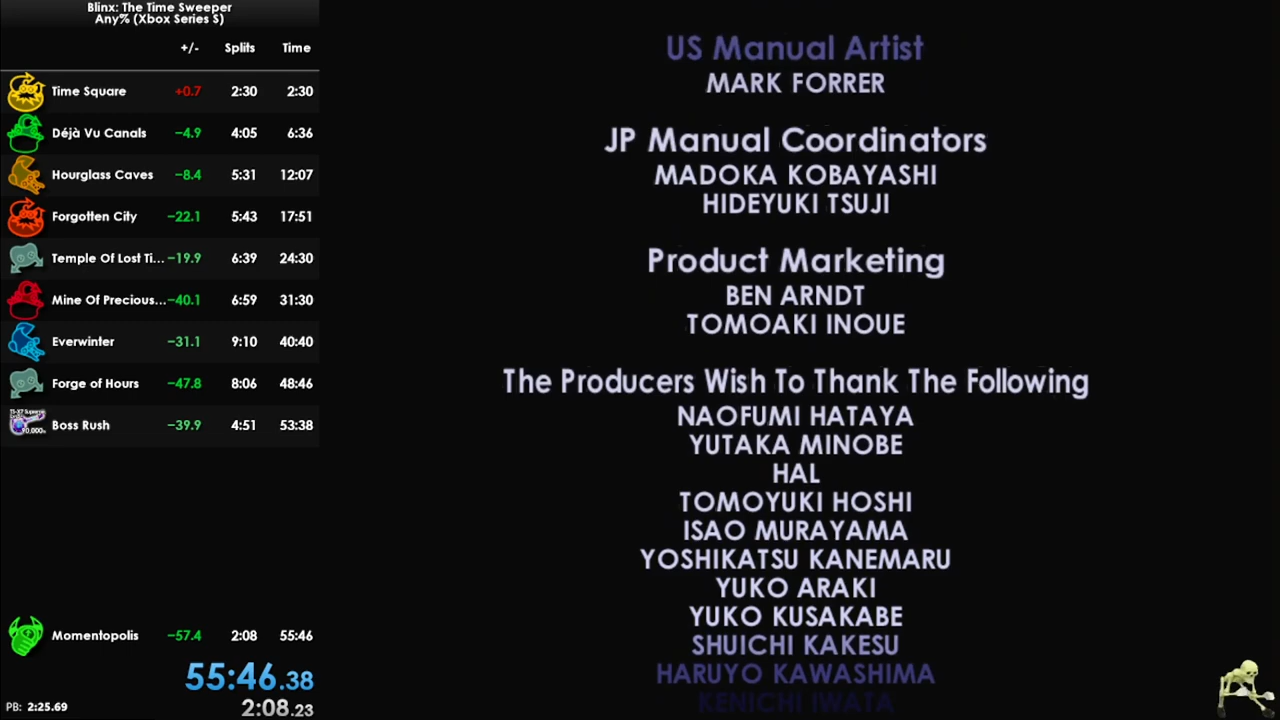 Blinx: The Time Sweeper
Any% (Xbox Series S)
+/- Splits Time
Time Square +0.7 2:30 2:30
Déjà Vu Canals −4.9 4:05 6:36
Hourglass Caves −8.4 5:31 12:07
Forgotten City −22.1 5:43 17:51
Temple Of Lost Ti... −19.9 6:39 24:30
Mine Of Precious... −40.1 6:59 31:30
Everwinter −31.1 9:10 40:40
Forge of Hours −47.8 8:06 48:46
Boss Rush −39.9 4:51 53:38
Momentopolis −57.4 2:08 55:46
55:46.38
PB: 2:25.69 2:08.23
US Manual Artist
MARK FORRER
JP Manual Coordinators
MADOKA KOBAYASHI
HIDEYUKI TSUJI
Product Marketing
BEN ARNDT
TOMOAKI INOUE
The Producers Wish To Thank The Following
NAOFUMI HATAYA
YUTAKA MINOBE
HAL
TOMOYUKI HOSHI
ISAO MURAYAMA
YOSHIKATSU KANEMARU
YUKO ARAKI
YUKO KUSAKABE
SHUICHI KAKESU
HARUYO KAWASHIMA
KENICHI IWATA